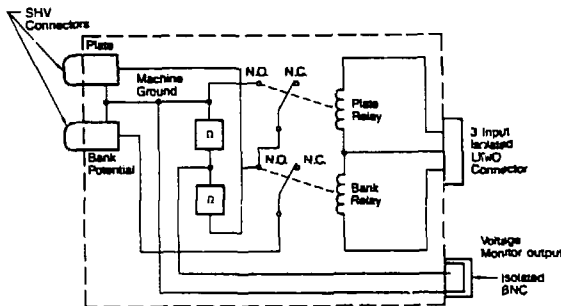 SHV
Connectors
Plate
Machine
Ground
N.O.
N.C.
Plate
Relay
3 Input
Isolated
Connector
Bank
Potential
Ω
Ω
N.O.
N.C.
Bank
Relay
Voltage
Monitor output
Isolated
BNC